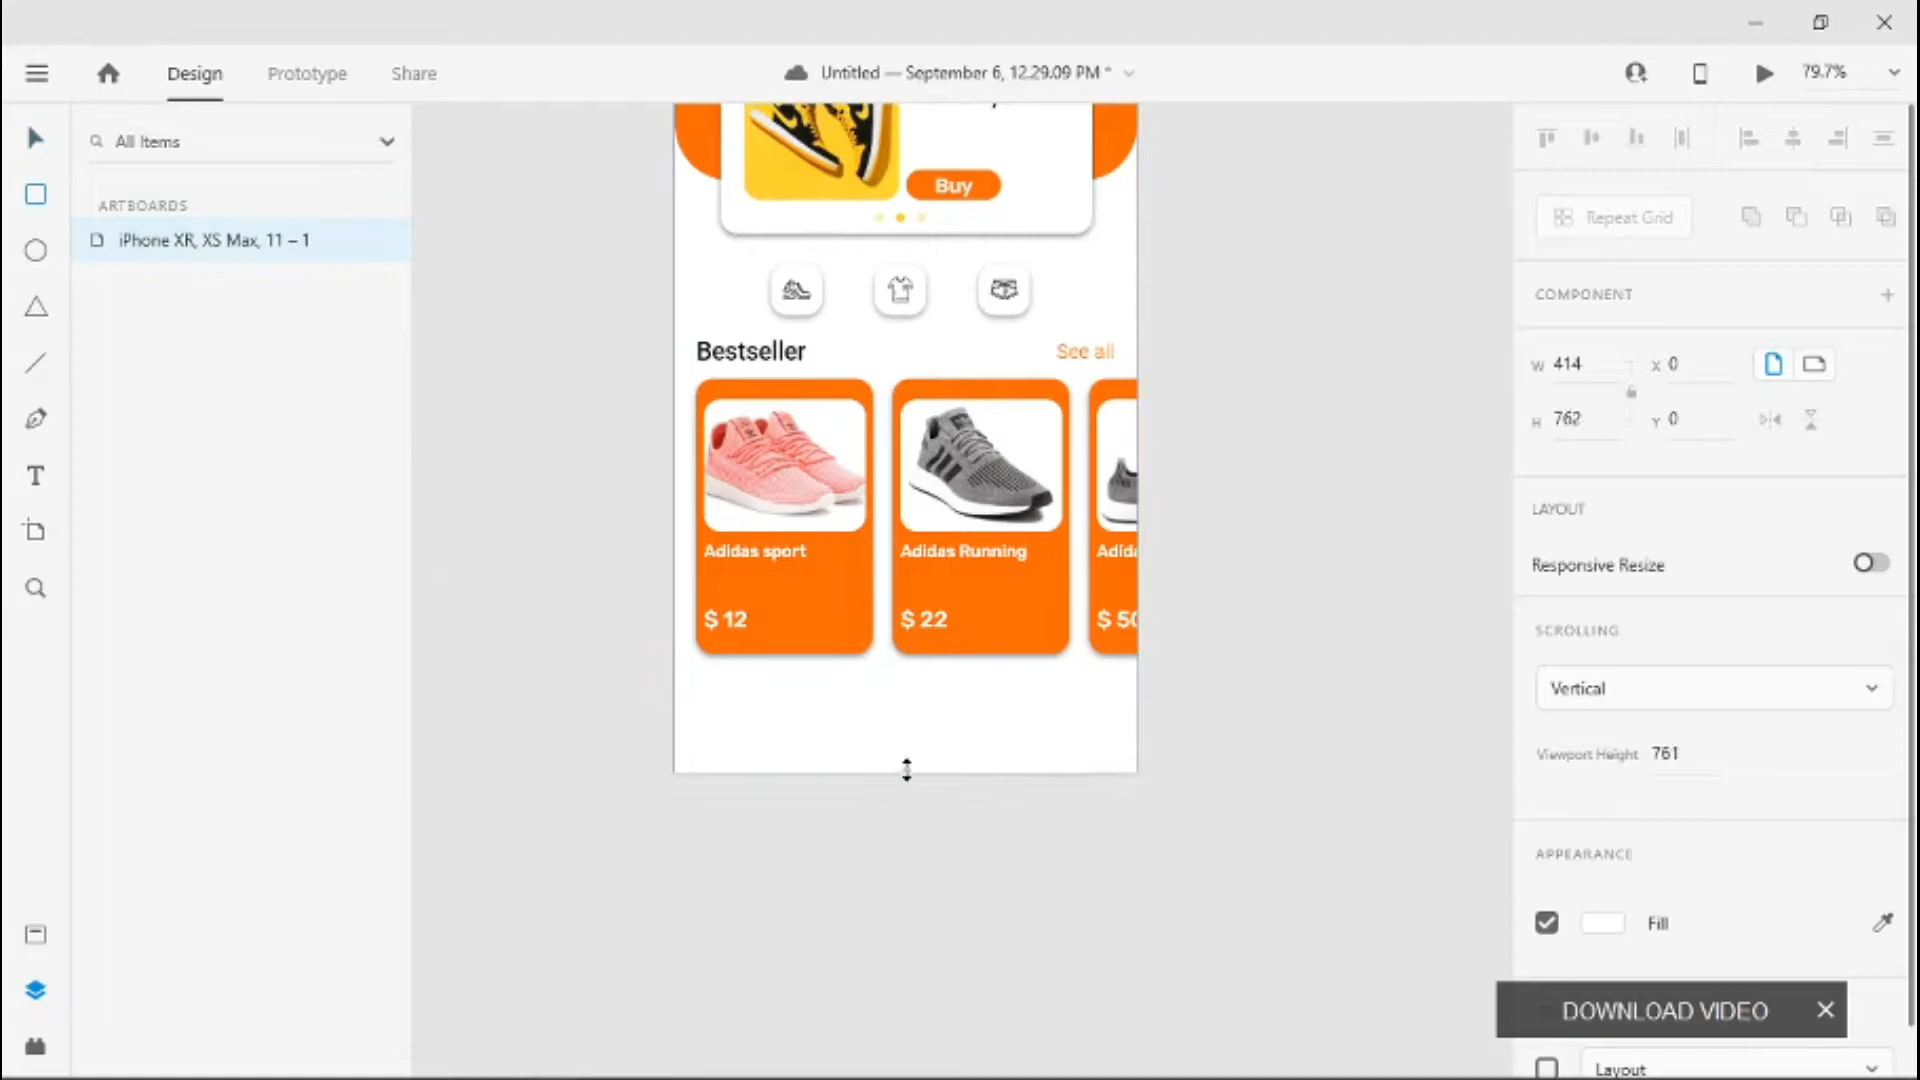 Design
Prototype
Share
Untitled — September 6, 12.29.09 PM *
79.7%
All Items
ARTBOARDS
iPhone XR, XS Max, 11 – 1
Buy
Bestseller
See all
Adidas sport
Adidas Running
Adida
$ 12
$ 22
$ 50
Repeat Grid
COMPONENT
W 414
X 0
H 762
Y 0
LAYOUT
Responsive Resize
SCROLLING
Vertical
Viewport Height 761
APPEARANCE
Fill
DOWNLOAD VIDEO
Layout
T